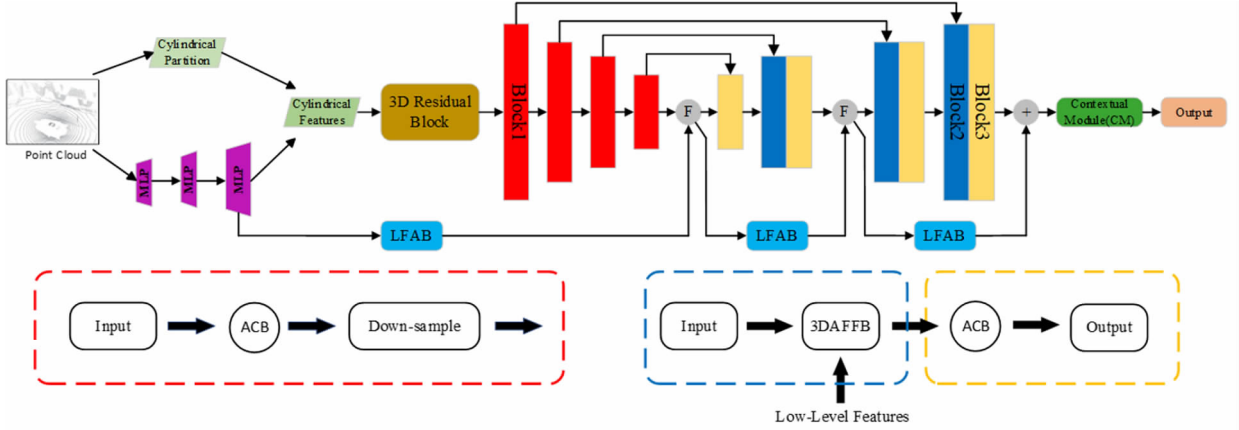 Cylindrical
Partition
Point Cloud
MLP
MLP
MLP
Cylindrical
Features
3D Residual
Block
Block1
F
F
Block2
Block3
+
Contextual
Module(CM)
Output
LFAB
LFAB
LFAB
Input
ACB
Down-sample
Input
3DAFFB
ACB
Output
Low-Level Features